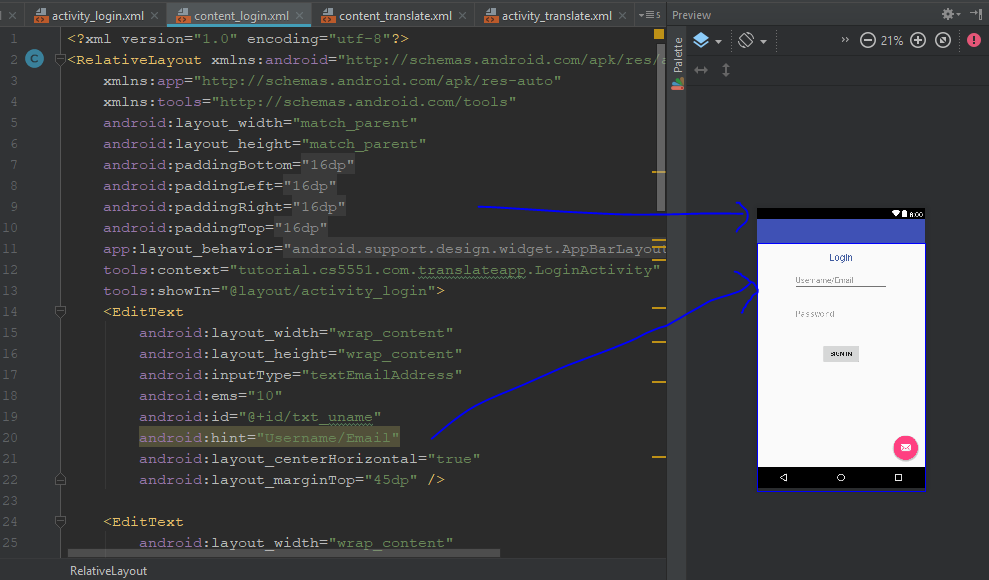 activity_login.xml content_login.xml content_translate.xml activity_translate.xml 5 Preview
Palette
21%
1 <?xml version="1.0" encoding="utf-8"?>
2 C <RelativeLayout xmlns:android="http://schemas.android.com/apk/res/a
3 xmlns:app="http://schemas.android.com/apk/res-auto"
4 xmlns:tools="http://schemas.android.com/tools"
5 android:layout_width="match_parent"
6 android:layout_height="match_parent"
7 android:paddingBottom="16dp"
8 android:paddingLeft="16dp"
9 android:paddingRight="16dp"
10 android:paddingTop="16dp"
11 app:layout_behavior="android.support.design.widget.AppBarLayout
12 tools:context="tutorial.cs5551.com.translateapp.LoginActivity"
13 tools:showIn="@layout/activity_login">
14 <EditText
15 android:layout_width="wrap_content"
16 android:layout_height="wrap_content"
17 android:inputType="textEmailAddress"
18 android:ems="10"
19 android:id="@+id/txt_uname"
20 android:hint="Username/Email"
21 android:layout_centerHorizontal="true"
22 android:layout_marginTop="45dp" />
23
24 <EditText
25 android:layout_width="wrap_content"
RelativeLayout
6:00
Login
Username/Email
Password
SIGN IN